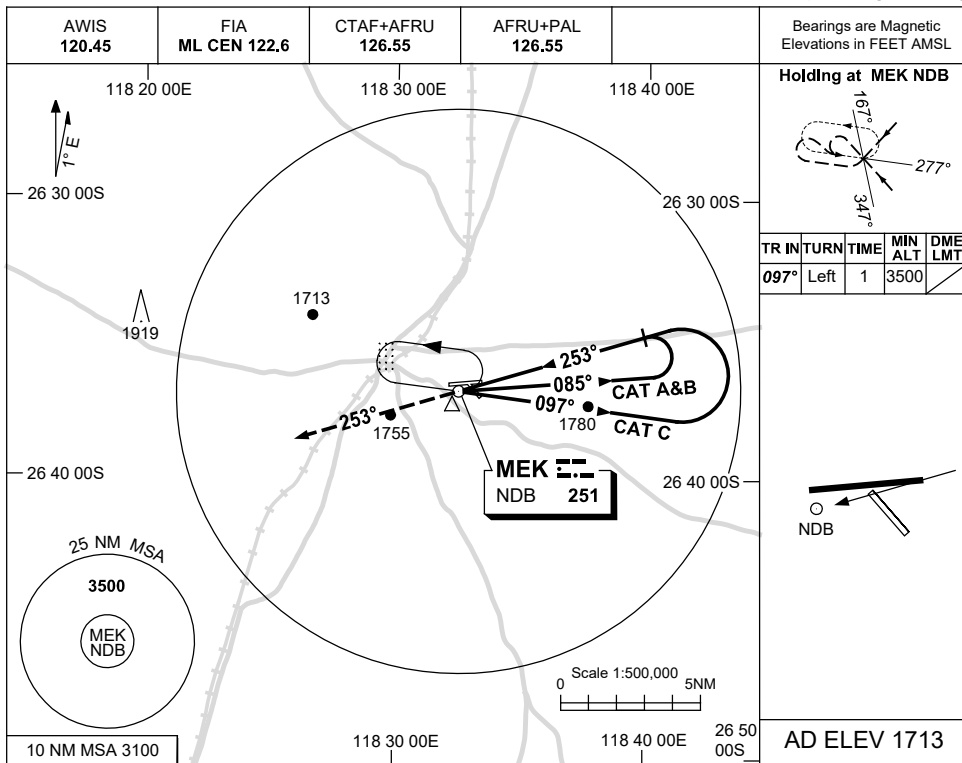 AWIS
120.45
FIA
ML CEN 122.6
CTAF+AFRU
126.55
AFRU+PAL
126.55
Bearings are Magnetic
Elevations in FEET AMSL
118 20 00E
118 30 00E
118 40 00E
1° E
26 30 00S
26 30 00S
Holding at MEK NDB
167°
277°
347°
TR IN TURN TIME MIN ALT DME LMT
097° Left 1 3500
1713
1919
253°
085°
CAT A&B
097°
1780
CAT C
253°
1755
MEK
NDB 251
26 40 00S
26 40 00S
NDB
25 NM MSA
3500
MEK
NDB
Scale 1:500,000
0 5NM
10 NM MSA 3100
118 30 00E
118 40 00E
26 50
00S
AD ELEV 1713